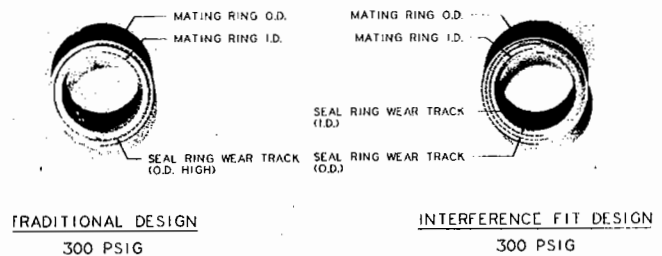 MATING RING O.D.
MATING RING I.D.
SEAL RING WEAR TRACK
(O.D. HIGH)
TRADITIONAL DESIGN
300 PSIG
MATING RING O.D.
MATING RING I.D.
SEAL RING WEAR TRACK
(I.D.)
SEAL RING WEAR TRACK
(O.D.)
INTERFERENCE FIT DESIGN
300 PSIG